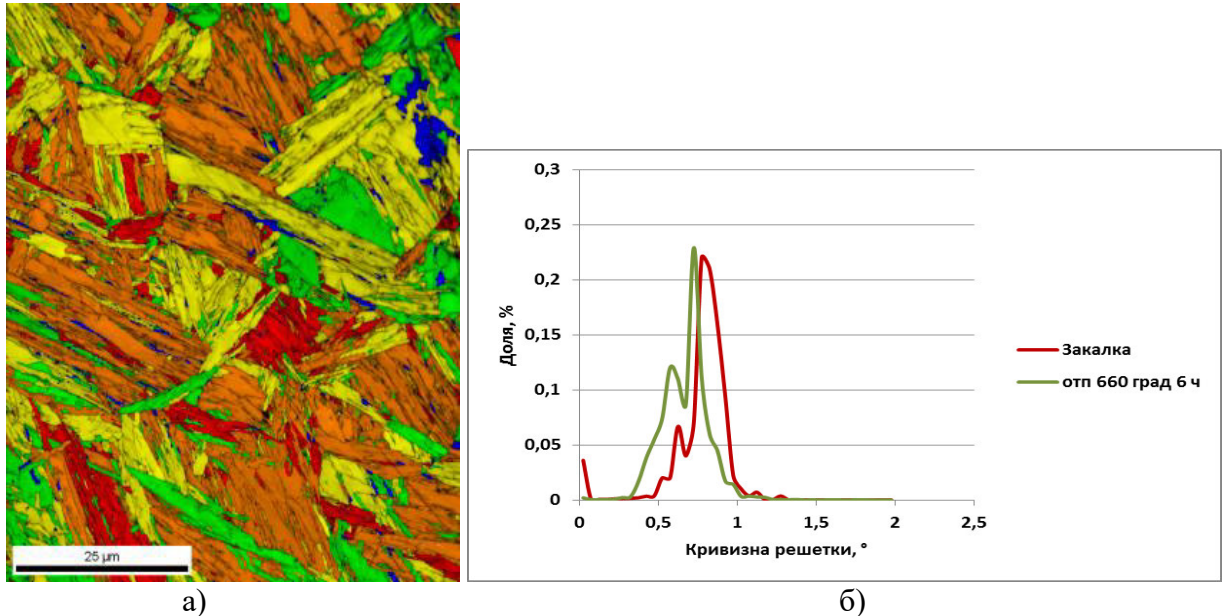 25 µm
0,3
0,25
0,2
0,15
0,1
0,05
0
Доля, %
0 0,5 1 1,5 2 2,5
Кривизна решетки, °
Закалка
отп 660 град 6 ч
а) б)